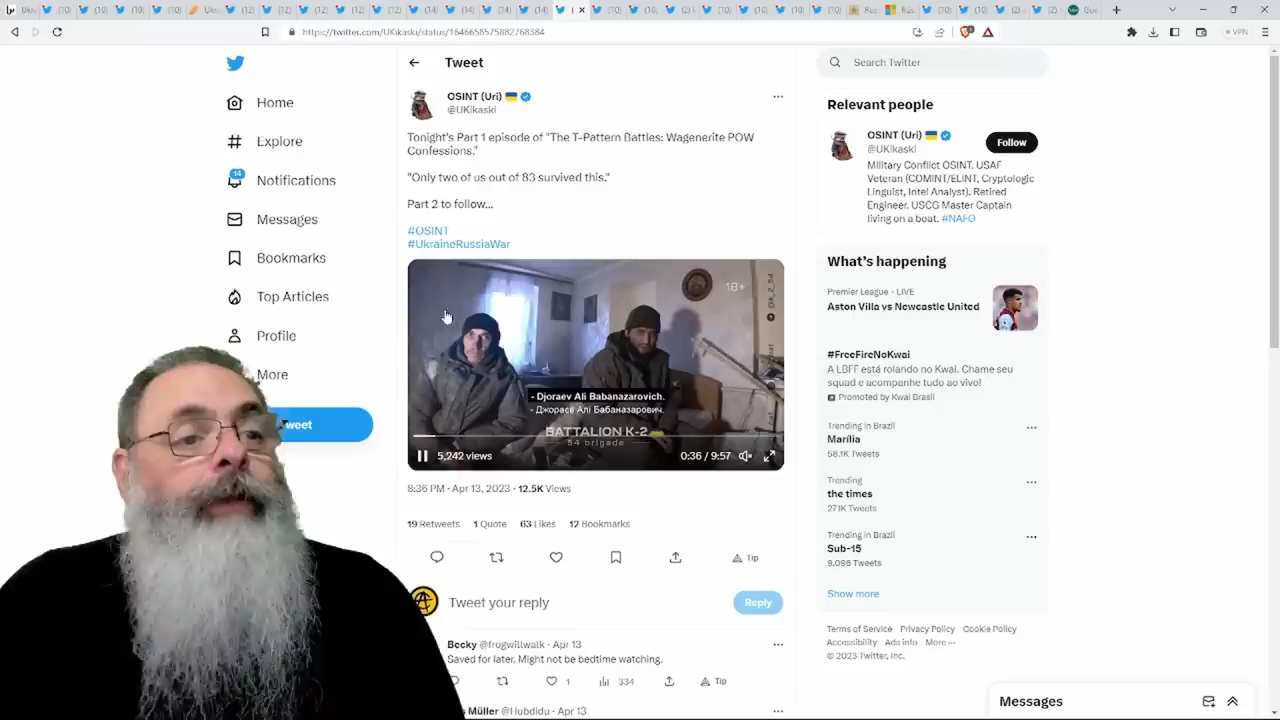 https://twitter.com/UKikaski/status/1646658575882768384
VPN
Home
Explore
14
Notifications
Messages
Bookmarks
Top Articles
Profile
More
weet
Tweet
OSINT (Uri)
@UKikaski
Tonight's Part 1 episode of "The T-Pattern Battles: Wagenerite POW
Confessions."
"Only two of us out of 83 survived this."
Part 2 to follow...
#OSINT
#UkraineRussiaWar
18+
- Djoraev Ali Babanazarovich.
- Джораєв Алі Бабаназарович.
BATTALION K-2
54 brigade
5,242 views
0:36 / 9:57
8:36 PM · Apr 13, 2023 · 12.5K Views
19 Retweets 1 Quote 63 Likes 12 Bookmarks
Tip
Tweet your reply
Reply
Becky @frogwillwalk · Apr 13
Saved for later. Might not be bedtime watching.
1 334 Tip
Müller @Hubdidu · Apr 13
Search Twitter
Relevant people
OSINT (Uri)
@UKikaski
Follow
Military Conflict OSINT. USAF
Veteran (COMINT/ELINT, Cryptologic
Linguist, Intel Analyst). Retired
Engineer. USCG Master Captain
living on a boat. #NAFO
What's happening
Premier League · LIVE
Aston Villa vs Newcastle United
#FreeFireNoKwai
A LBFF está rolando no Kwai. Chame seu
squad e acompanhe tudo ao vivo!
Promoted by Kwai Brasil
Trending in Brazil
Marília
58.1K Tweets
Trending
the times
271K Tweets
Trending in Brazil
Sub-15
9,096 Tweets
Show more
Terms of Service Privacy Policy Cookie Policy
Accessibility Ads info More ···
© 2023 Twitter, Inc.
Messages